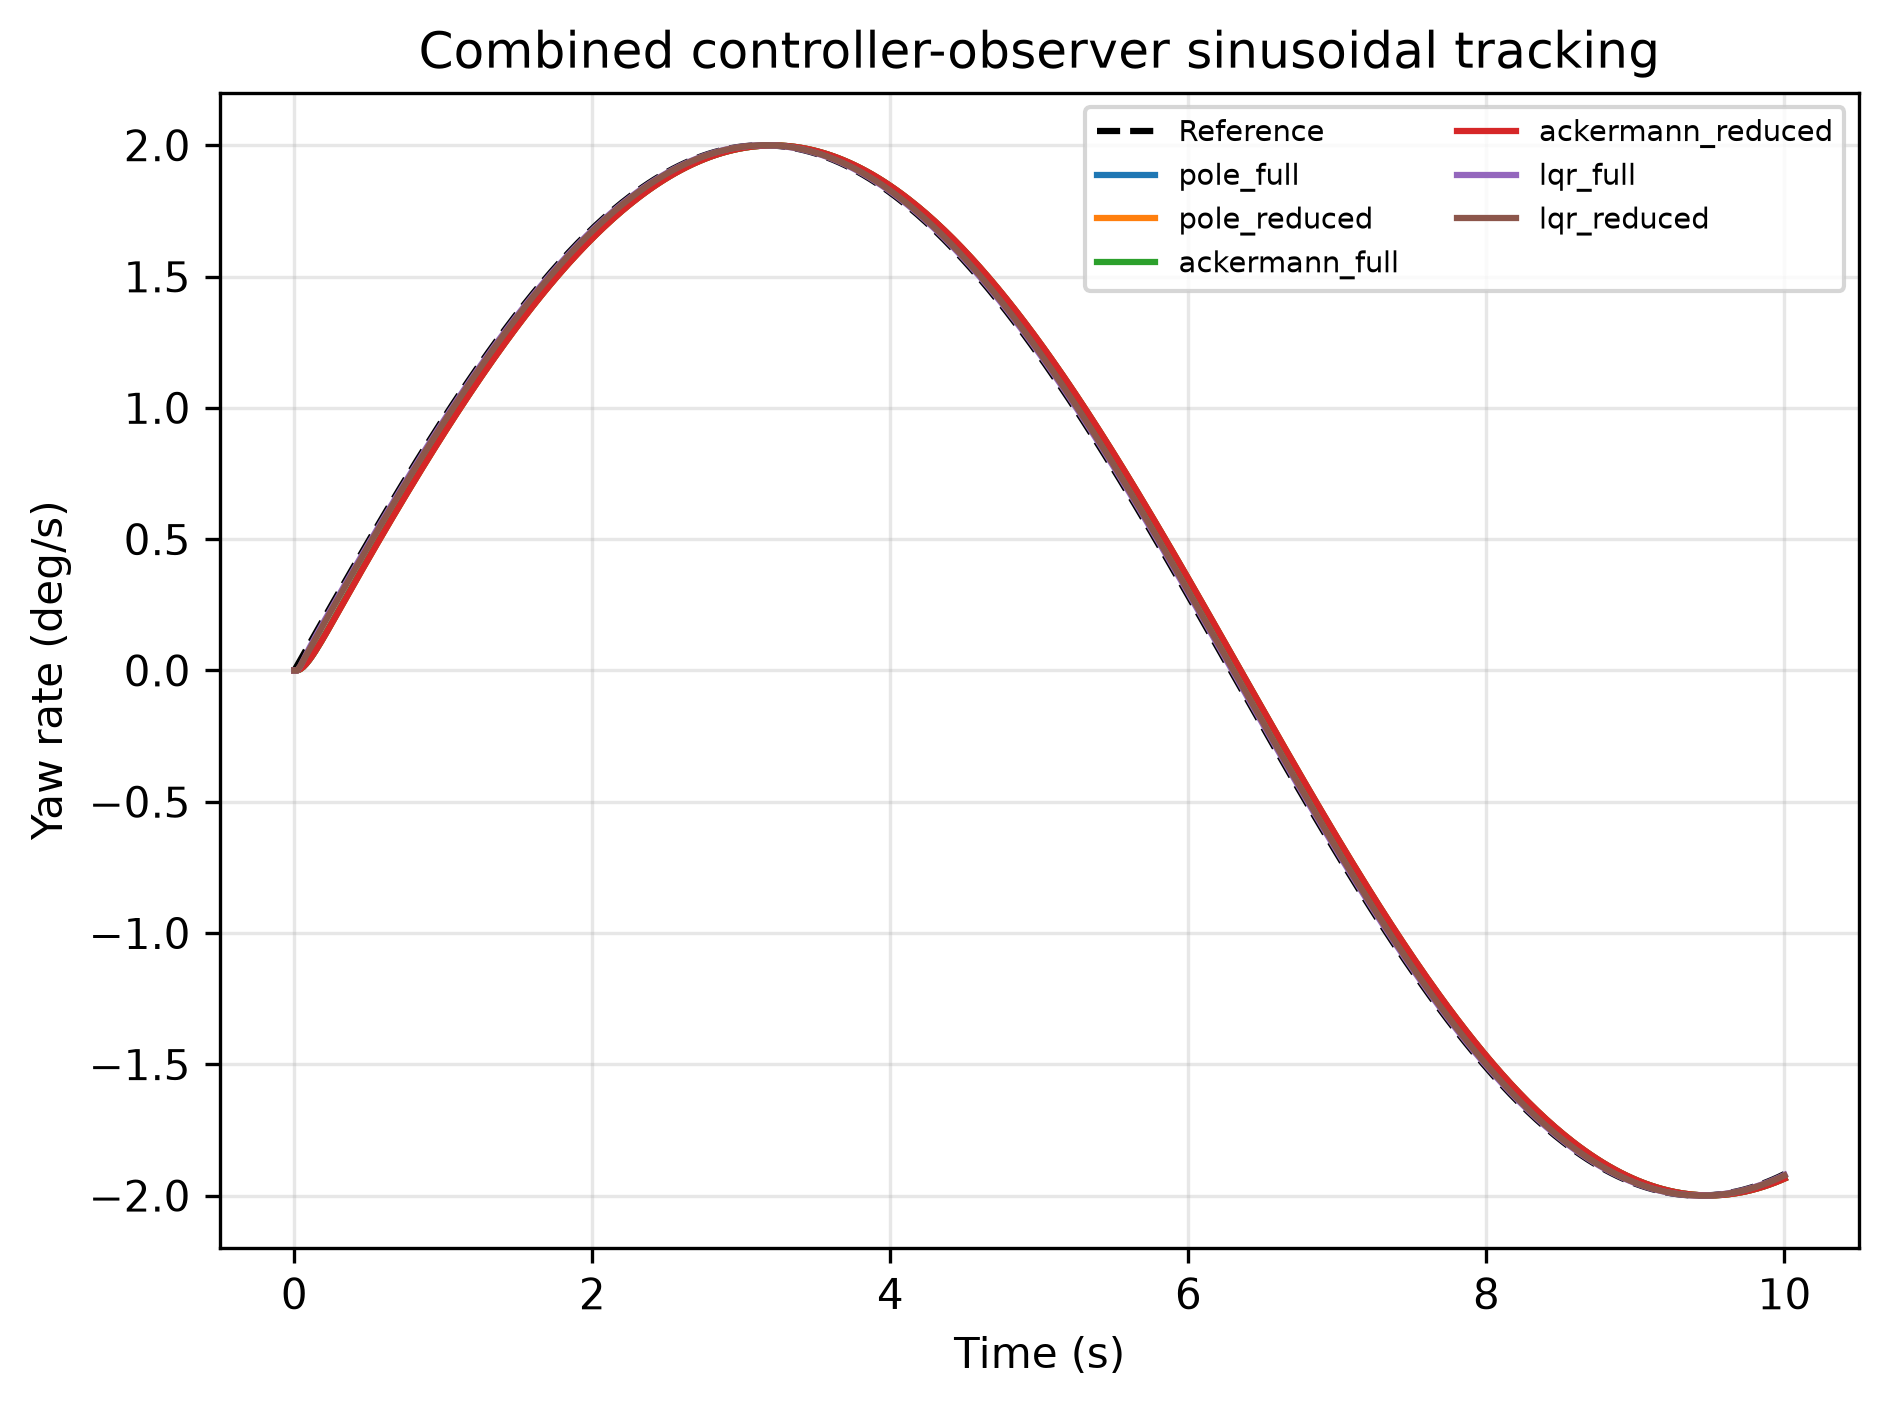 Combined controller-observer sinusoidal tracking
Reference
pole_full
pole_reduced
ackermann_full
ackermann_reduced
lqr_full
lqr_reduced
Yaw rate (deg/s)
2.0
1.5
1.0
0.5
0.0
−0.5
−1.0
−1.5
−2.0
0 2 4 6 8 10
Time (s)